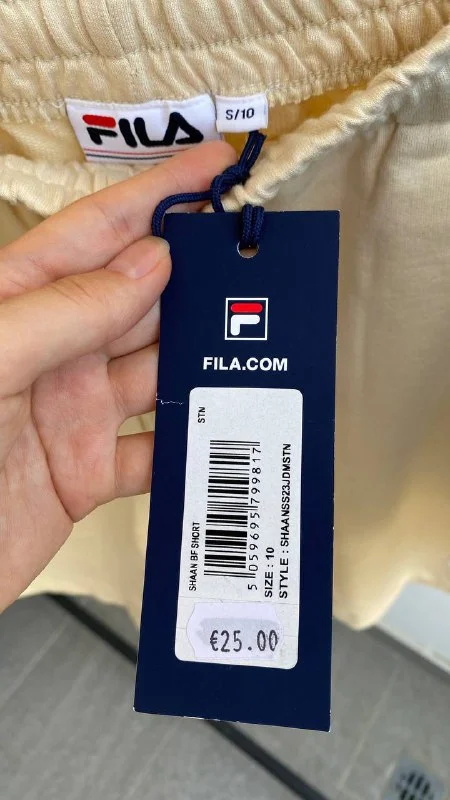 FILA
S/10
F
FILA.COM
STN
SHAAN BF SHORT
5 059695 799817
SIZE : 10
STYLE : SHAANSS23JDMSTN
€25.00